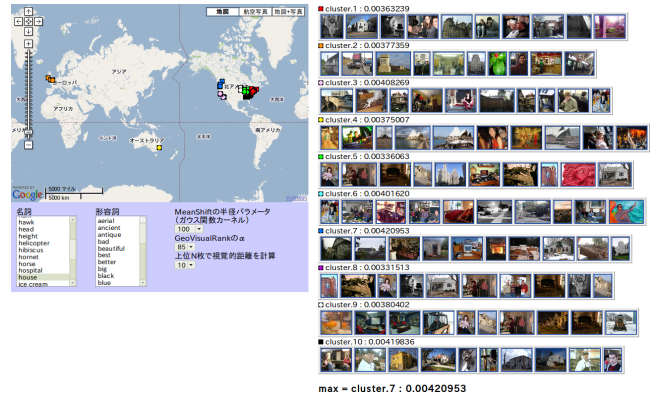 地図 航空写真 地図+写真
ヨーロッパ
アジア
北アメ
アフリカ
インド洋
オーストラリア
太平洋
南アメリカ
大西洋
POWERED BY
Google
5000 マイル
5000 km
名詞
hawk
head
height
helicopter
hibiscus
hornet
horse
hospital
house
ice cream
形容詞
aerial
ancient
antique
bad
beautiful
best
better
big
black
blue
MeanShiftの半径パラメータ
(ガウス関数カーネル)
100
GeoVisualRankのα
85
上位N枚で視覚的距離を計算
10
cluster.1 : 0.00363239
cluster.2 : 0.00377359
cluster.3 : 0.00408269
cluster.4 : 0.00375007
cluster.5 : 0.00336063
cluster.6 : 0.00401620
cluster.7 : 0.00420953
cluster.8 : 0.00331513
cluster.9 : 0.00380402
cluster.10 : 0.00419836
max = cluster.7 : 0.00420953